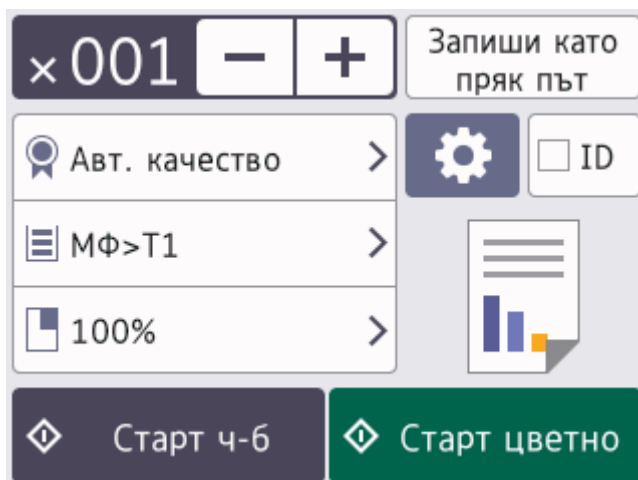 ×001 − +
Запиши като
пряк път
Авт. качество
ID
МФ>Т1
100%
Старт ч-б
Старт цветно